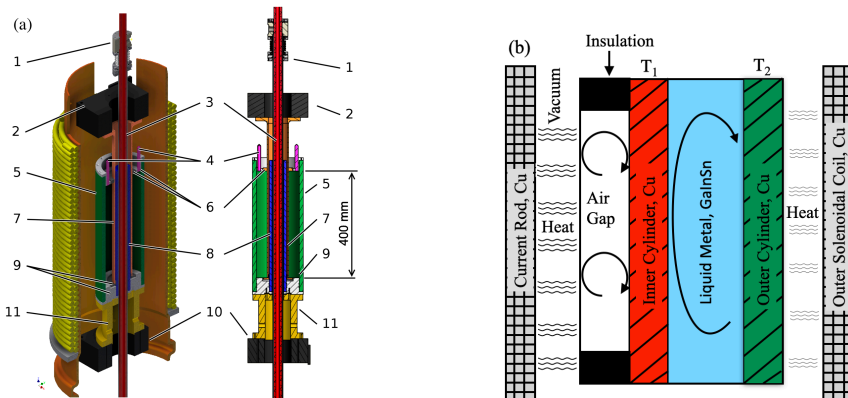 (a)
1
2
3
4
5
6
7
8
9
10
11
1
2
5
7
9
11
400 mm
(b)
Insulation
T1
T2
Vacuum
Current Rod, Cu
Heat
Air
Gap
Inner Cylinder, Cu
Liquid Metal, GaInSn
Outer Cylinder, Cu
Heat
Outer Solenoidal Coil, Cu